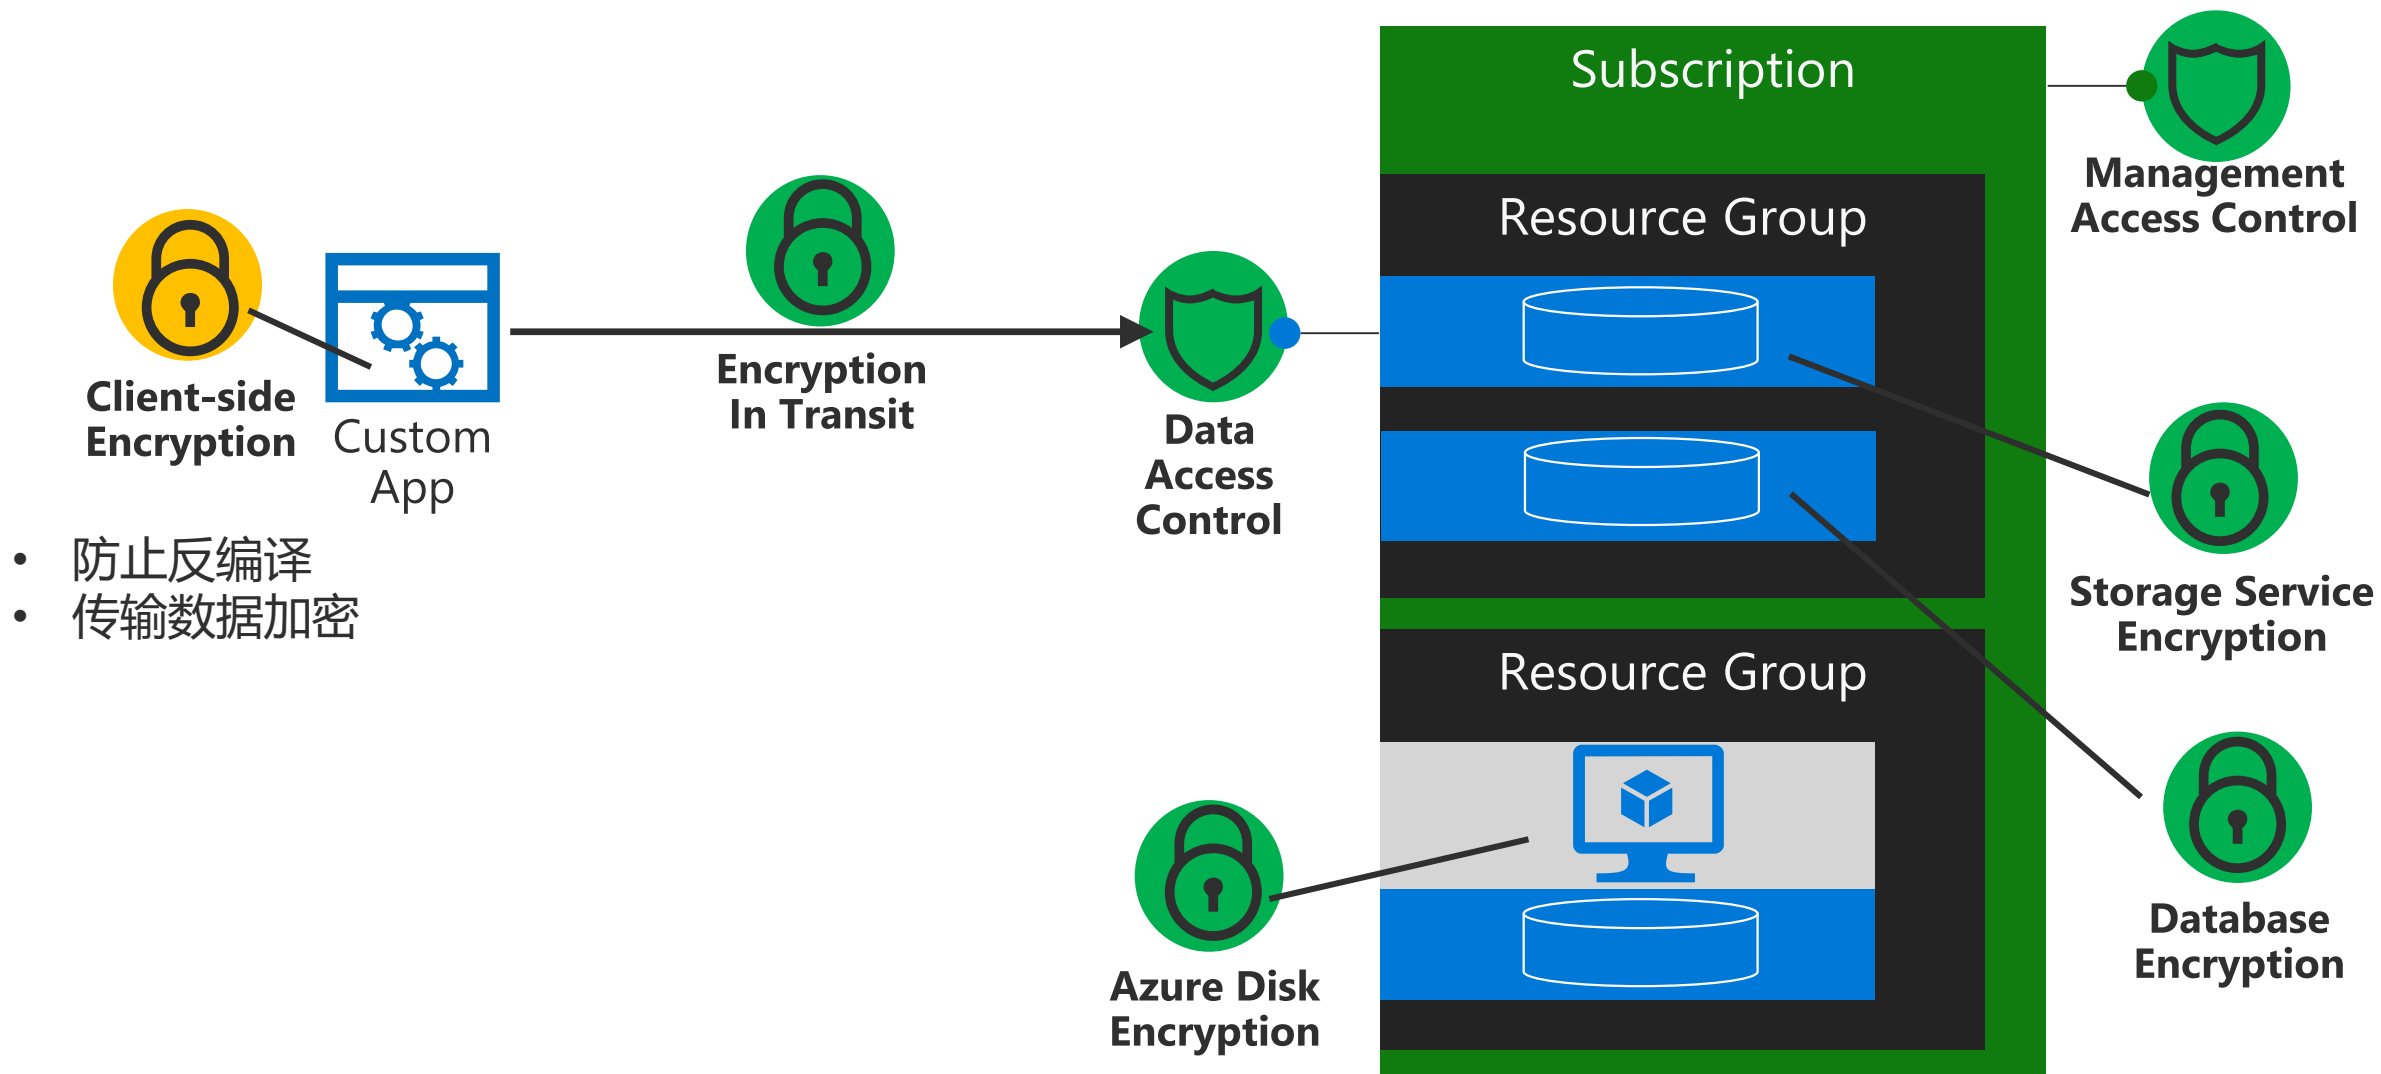 Subscription
Management
Access Control
Resource Group
Client-side
Encryption
Custom
App
Encryption
In Transit
Data
Access
Control
• 防止反编译
• 传输数据加密
Storage Service
Encryption
Resource Group
Database
Encryption
Azure Disk
Encryption